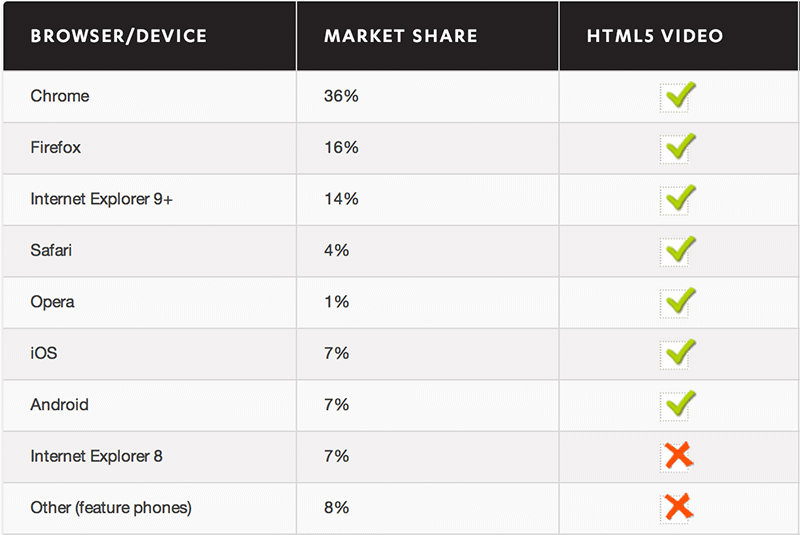 BROWSER/DEVICE MARKET SHARE HTML5 VIDEO
Chrome 36%
Firefox 16%
Internet Explorer 9+ 14%
Safari 4%
Opera 1%
iOS 7%
Android 7%
Internet Explorer 8 7%
Other (feature phones) 8%